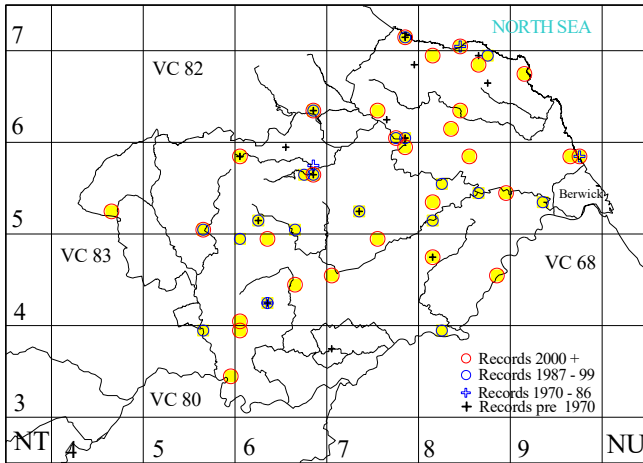 NORTH SEA
7
VC 82
6
Berwick
5
VC 83
VC 68
4
Records 2000 +
Records 1987 - 99
Records 1970 - 86
Records pre 1970
VC 80
3
NT 4 5 6 7 8 9 NU